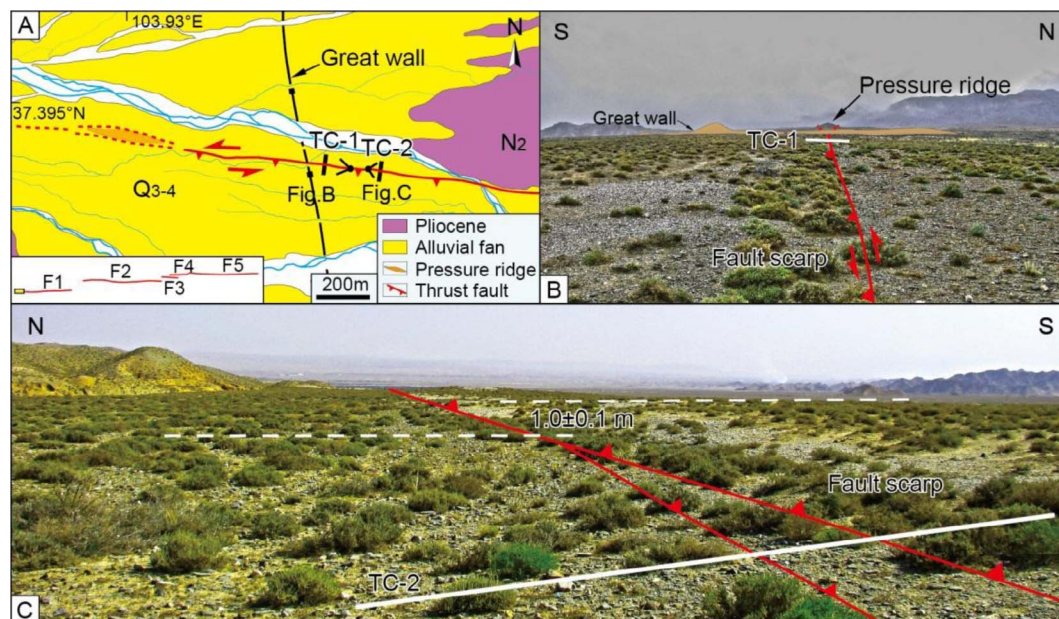 A
103.93°E
N
Great wall
37.395°N
TC-1
TC-2
N2
Q3-4
Fig.B
Fig.C
Pliocene
Alluvial fan
Pressure ridge
Thrust fault
F1
F2
F4
F5
F3
200m
S
N
Pressure ridge
Great wall
TC-1
Fault scarp
B
N
S
1.0±0.1 m
Fault scarp
TC-2
C